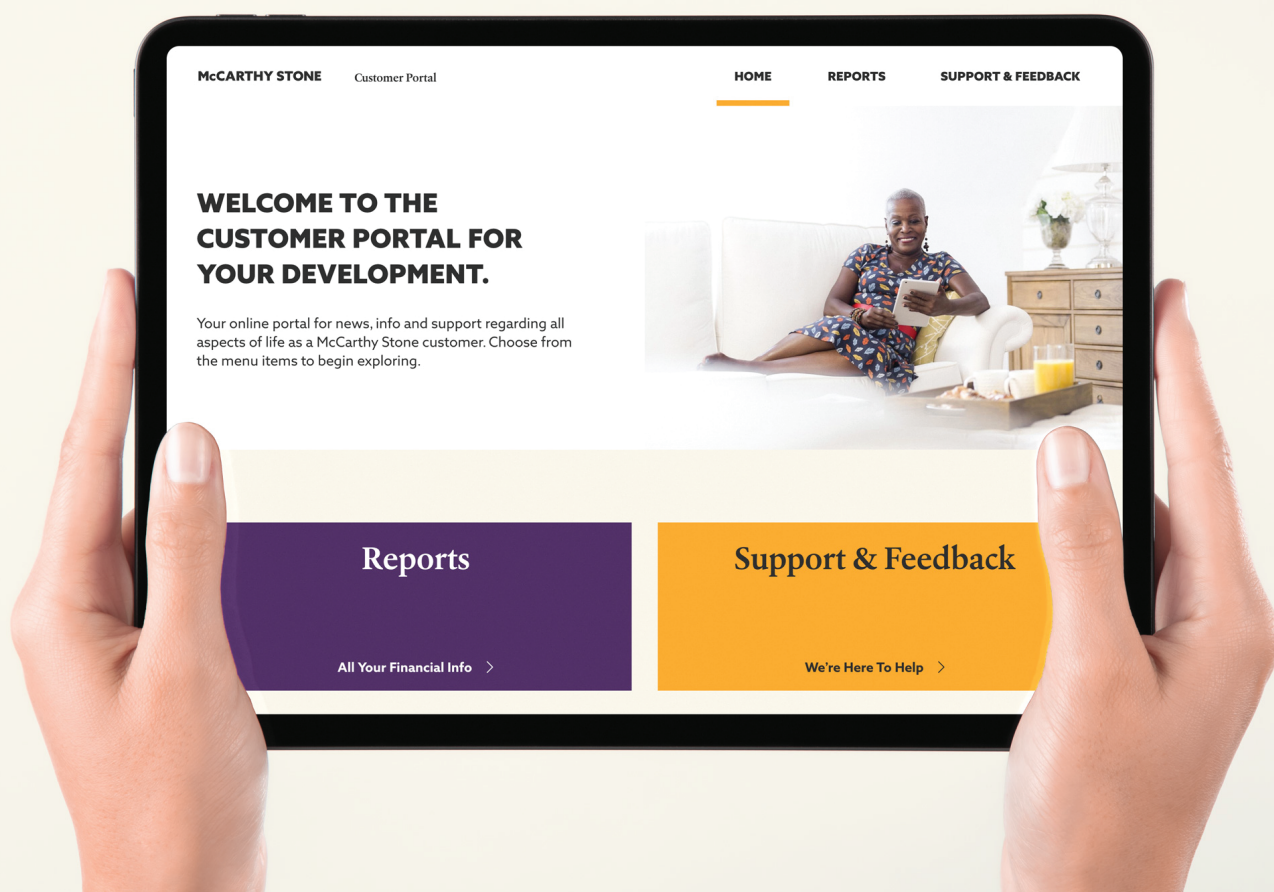 McCARTHY STONE
Customer Portal
HOME
REPORTS
SUPPORT & FEEDBACK
WELCOME TO THE
CUSTOMER PORTAL FOR
YOUR DEVELOPMENT.
Your online portal for news, info and support regarding all
aspects of life as a McCarthy Stone customer. Choose from
the menu items to begin exploring.
Reports
All Your Financial Info
Support & Feedback
We're Here To Help